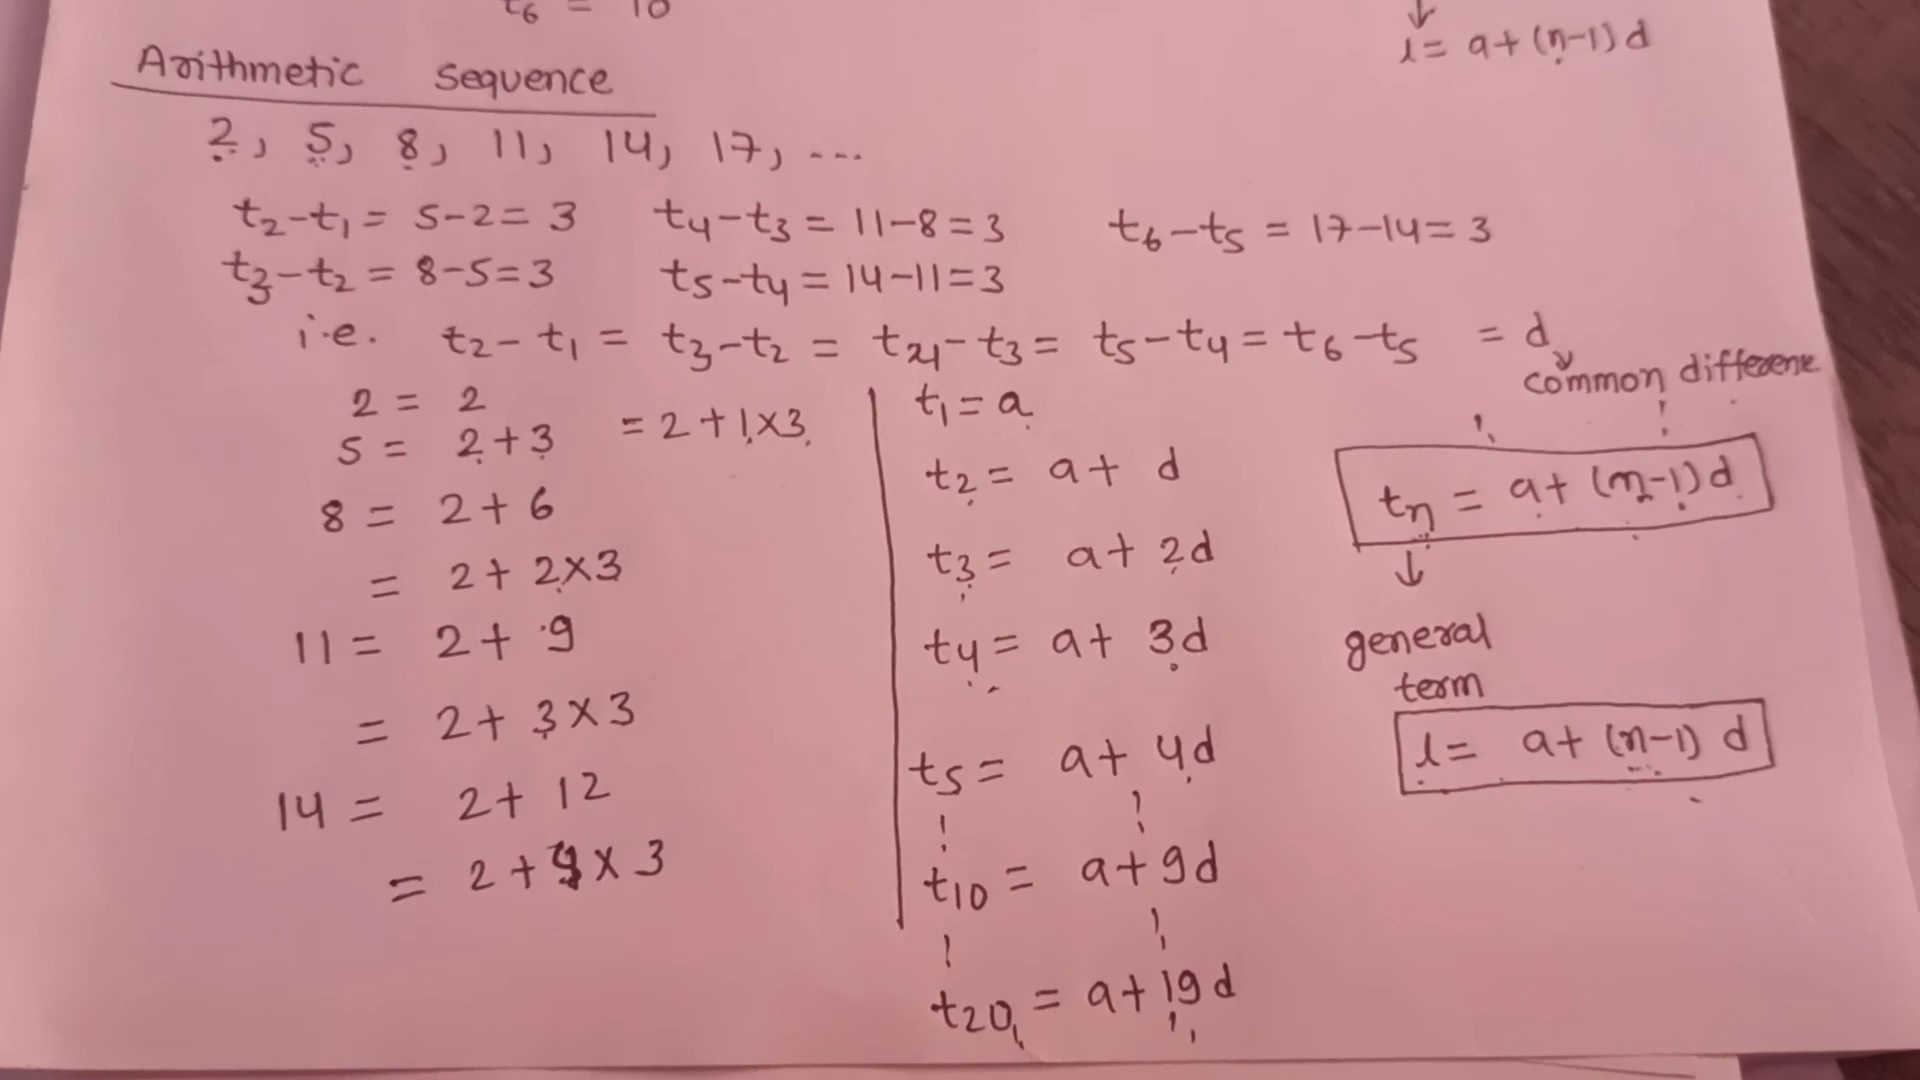 t6 = 10
l = a+(n-1)d
Arithmetic sequence
2, 5, 8, 11, 14, 17, ...
t2-t1 = 5-2 = 3 t4-t3 = 11-8 = 3 t6-t5 = 17-14 = 3
t3-t2 = 8-5=3 t5-t4 = 14-11=3
i.e. t2-t1 = t3-t2 = t4-t3 = t5-t4 = t6-t5 = d
common difference
2 = 2
5 = 2+3 = 2+1×3
8 = 2+6
= 2+2×3
11 = 2+9
= 2+3×3
14 = 2+12
= 2+4×3
t1 = a
t2 = a+d
t3 = a+2d
t4 = a+3d
t5 = a+4d
t10 = a+9d
t20 = a+19d
tn = a+(n-1)d
↓
general
term
l = a+(n-1)d